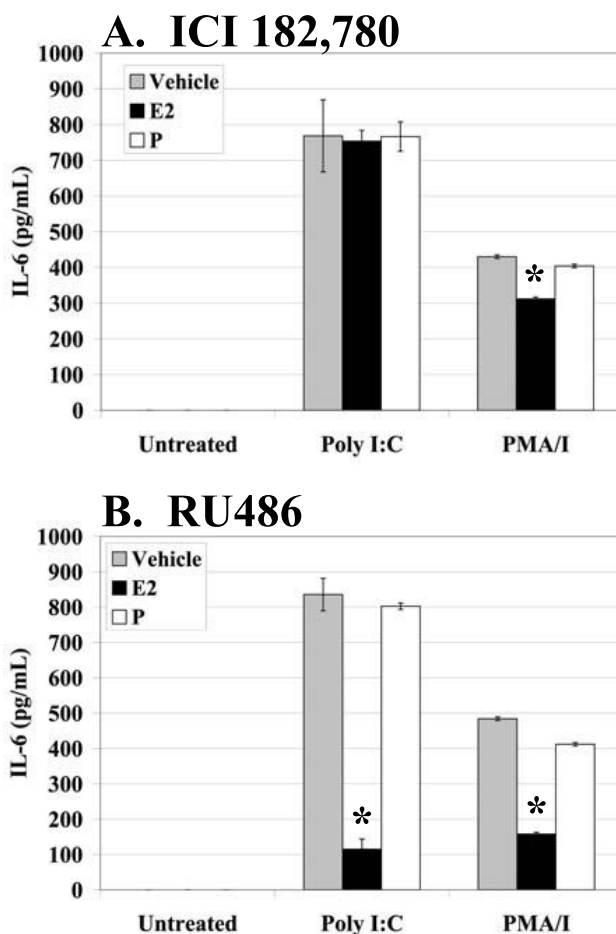 A. ICI 182,780
1000
900
800
700
600
500
400
300
200
100
0
IL-6 (pg/mL)
Vehicle
E2
P
*
Untreated Poly I:C PMA/I
B. RU486
1000
900
800
700
600
500
400
300
200
100
0
IL-6 (pg/mL)
Vehicle
E2
P
* *
Untreated Poly I:C PMA/I